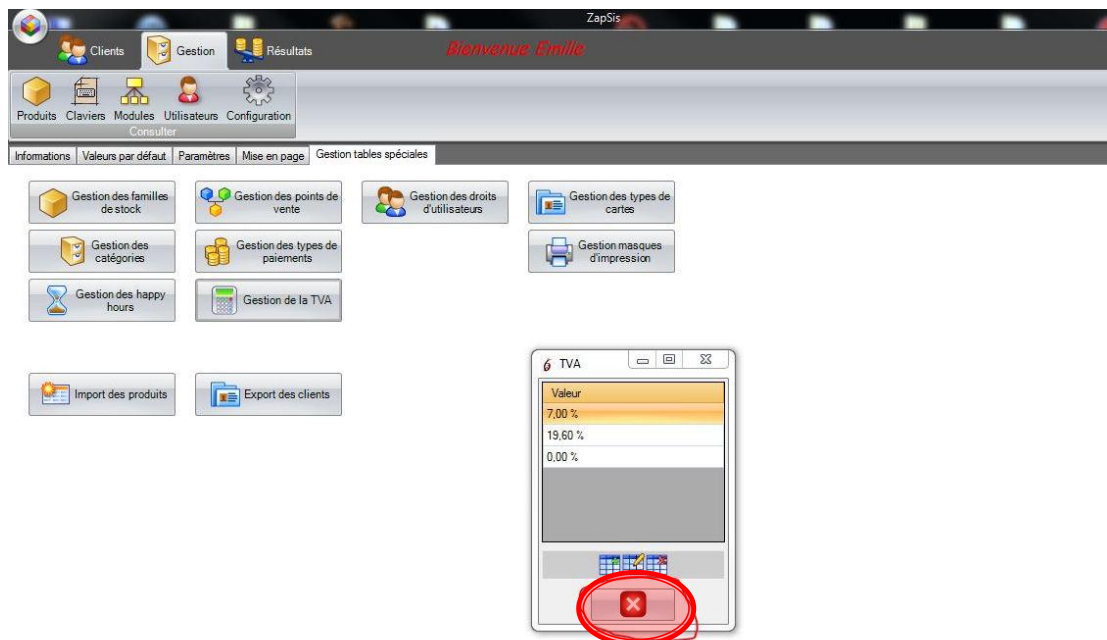 ZapSis
Clients
Gestion
Résultats
Bienvenue Emilie
Produits
Claviers
Modules
Utilisateurs
Configuration
Consulter
Informations
Valeurs par défaut
Paramètres
Mise en page
Gestion tables spéciales
Gestion des familles
de stock
Gestion des points de
vente
Gestion des droits
d'utilisateurs
Gestion des types de
cartes
Gestion des
catégories
Gestion des types de
paiements
Gestion masques
d'impression
Gestion des happy
hours
Gestion de la TVA
Import des produits
Export des clients
TVA
Valeur
7,00 %
19,60 %
0,00 %